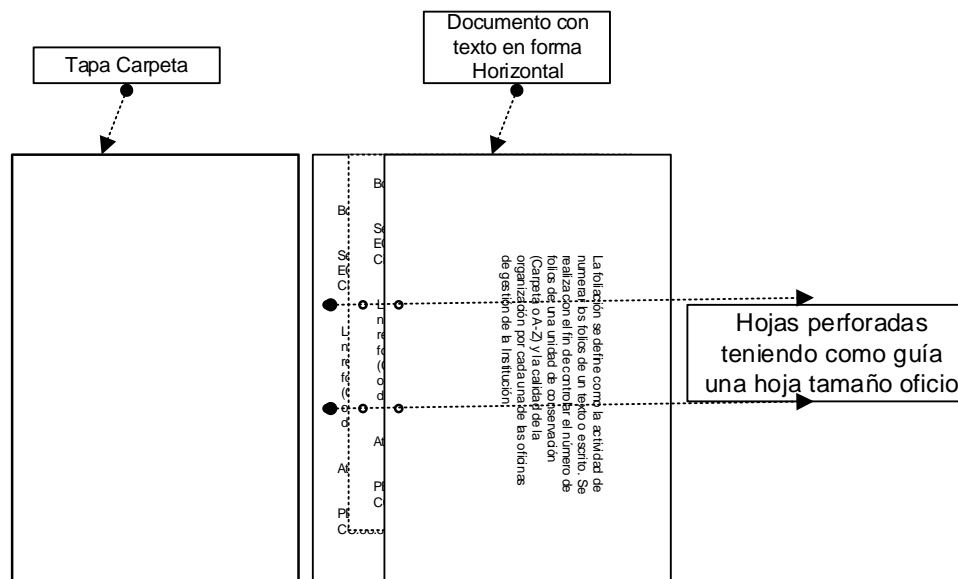 Tapa Carpeta
Documento con
texto en forma
Horizontal
La foliación se define como la actividad de
numerar los folios de un texto o escrito. Se
realiza con el fin de controlar el número de
folios de una unidad de conservación
(Carpeta o A-Z) y la calidad de la
organización por cada una de las oficinas
de gestión de la Institución.
Hojas perforadas
teniendo como guía
una hoja tamaño oficio